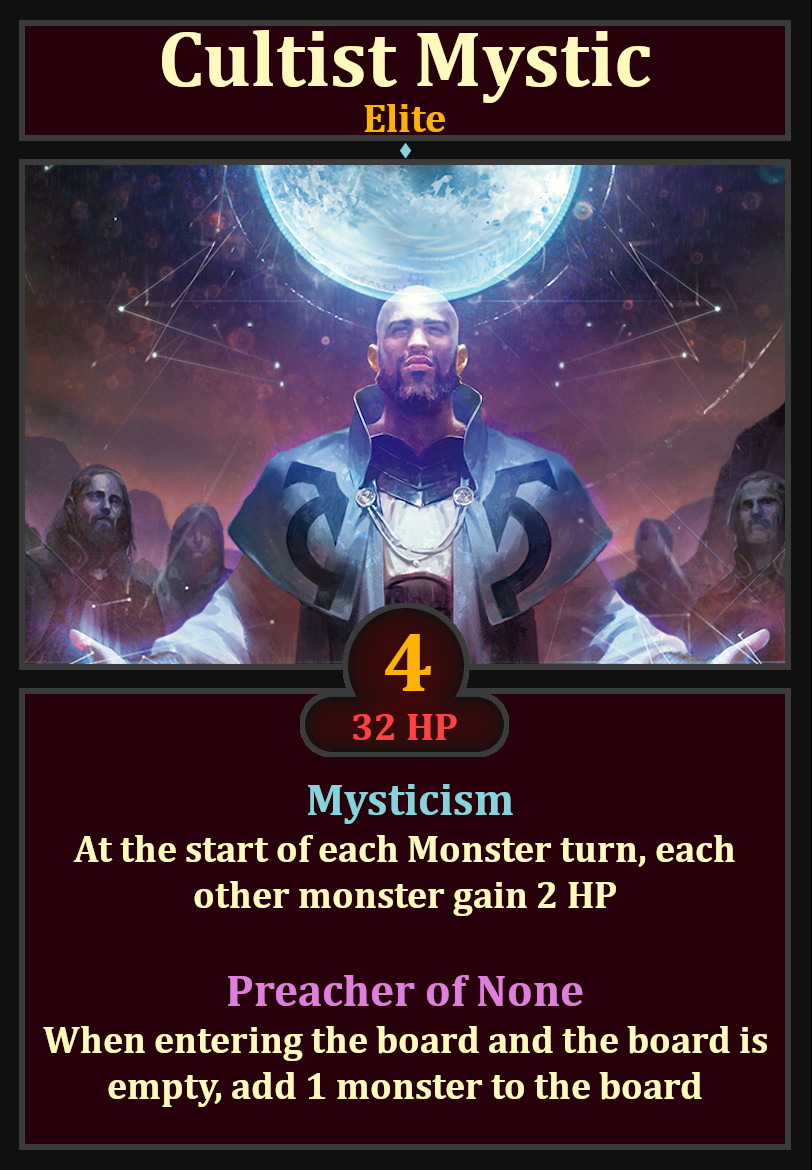 Cultist Mystic
Elite
4
32 HP
Mysticism
At the start of each Monster turn, each
other monster gain 2 HP
Preacher of None
When entering the board and the board is
empty, add 1 monster to the board